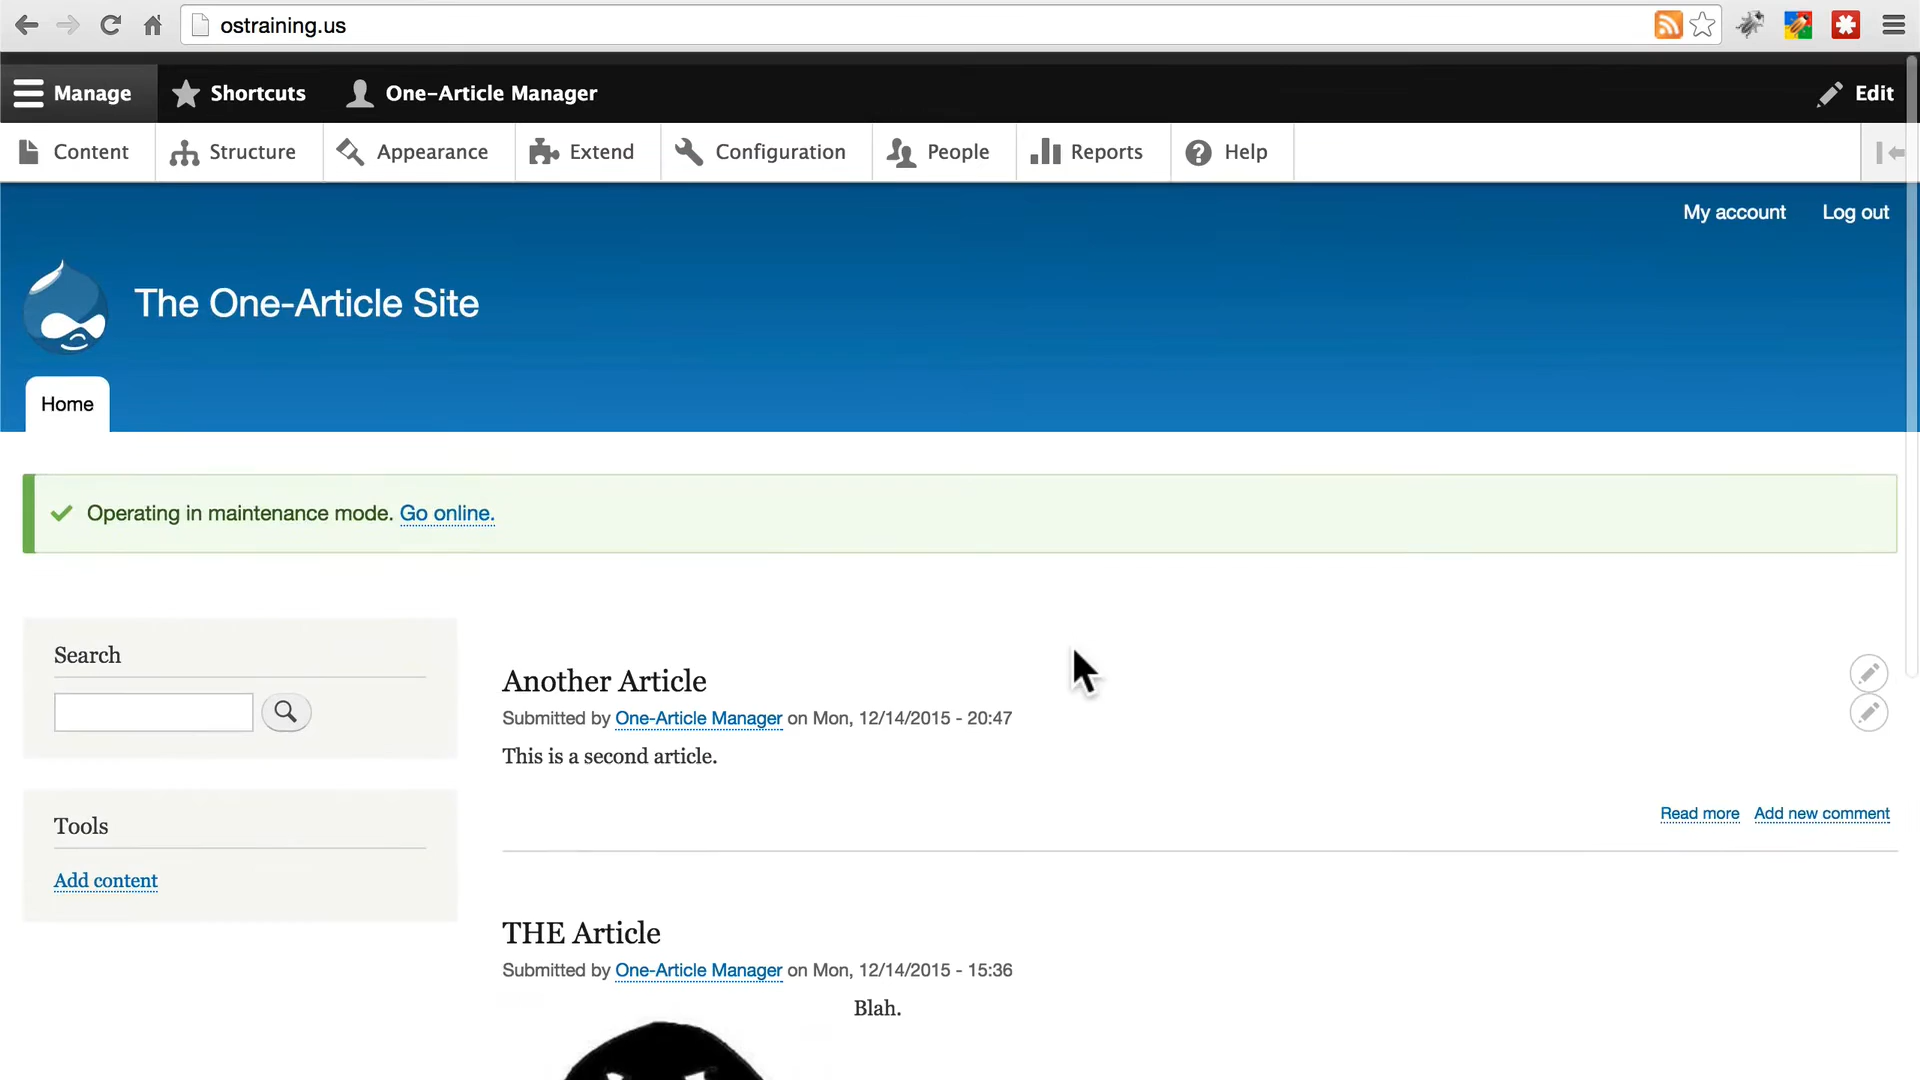 ostraining.us
Manage Shortcuts One-Article Manager Edit
Content Structure Appearance Extend Configuration People Reports Help
My account Log out
The One-Article Site
Home
Operating in maintenance mode. Go online.
Search
Tools
Add content
Another Article
Submitted by One-Article Manager on Mon, 12/14/2015 - 20:47
This is a second article.
Read more Add new comment
THE Article
Submitted by One-Article Manager on Mon, 12/14/2015 - 15:36
Blah.